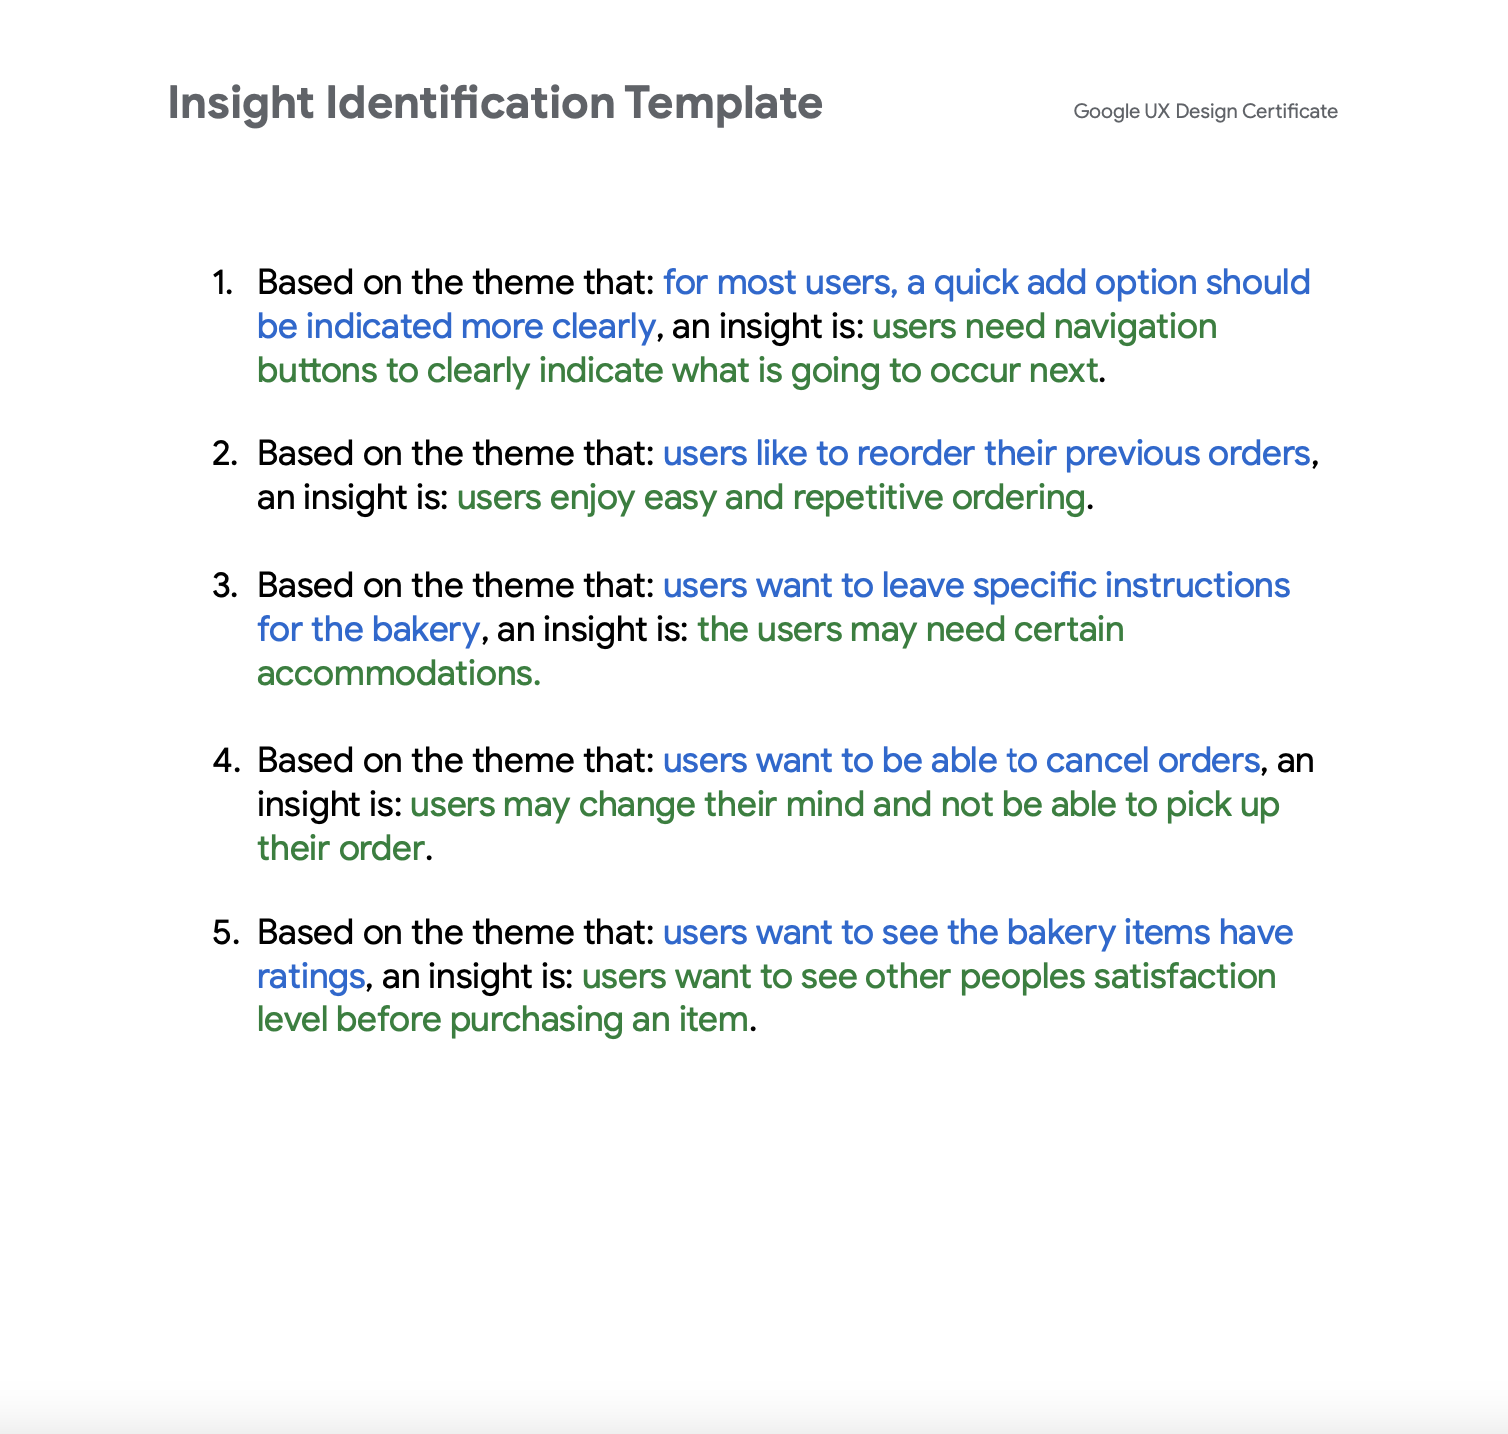 Insight Identification Template
Google UX Design Certificate
1. Based on the theme that: for most users, a quick add option should
be indicated more clearly, an insight is: users need navigation
buttons to clearly indicate what is going to occur next.
2. Based on the theme that: users like to reorder their previous orders,
an insight is: users enjoy easy and repetitive ordering.
3. Based on the theme that: users want to leave specific instructions
for the bakery, an insight is: the users may need certain
accommodations.
4. Based on the theme that: users want to be able to cancel orders, an
insight is: users may change their mind and not be able to pick up
their order.
5. Based on the theme that: users want to see the bakery items have
ratings, an insight is: users want to see other peoples satisfaction
level before purchasing an item.